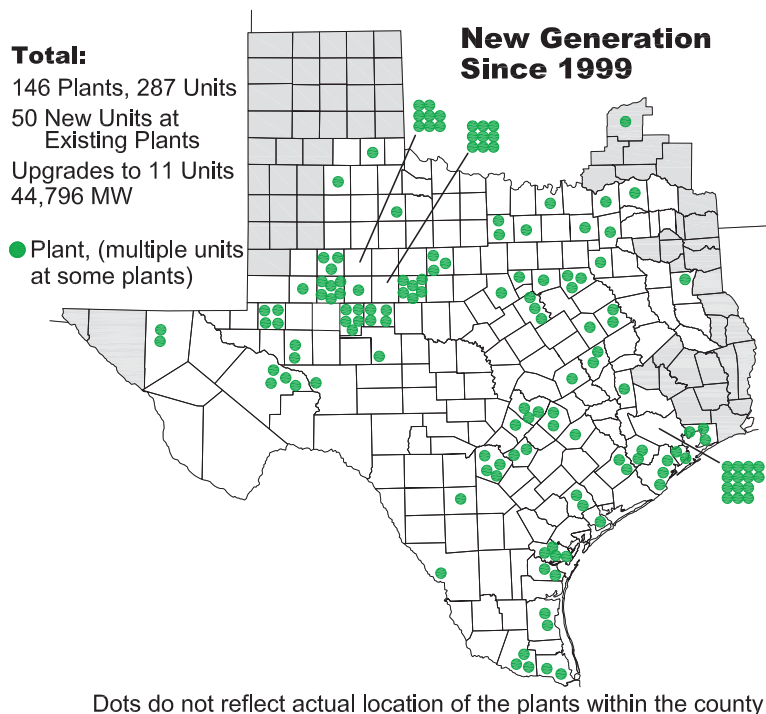 New Generation
Since 1999
Total:
146 Plants, 287 Units
50 New Units at
Existing Plants
Upgrades to 11 Units
44,796 MW
Plant, (multiple units
at some plants)
Dots do not reflect actual location of the plants within the county